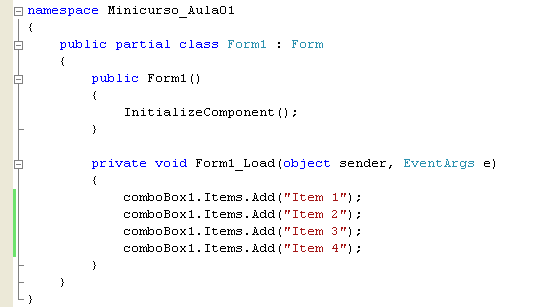 namespace Minicurso_Aula01
{
    public partial class Form1 : Form
    {
        public Form1()
        {
            InitializeComponent();
        }

        private void Form1_Load(object sender, EventArgs e)
        {
            comboBox1.Items.Add("Item 1");
            comboBox1.Items.Add("Item 2");
            comboBox1.Items.Add("Item 3");
            comboBox1.Items.Add("Item 4");
        }
    }
}